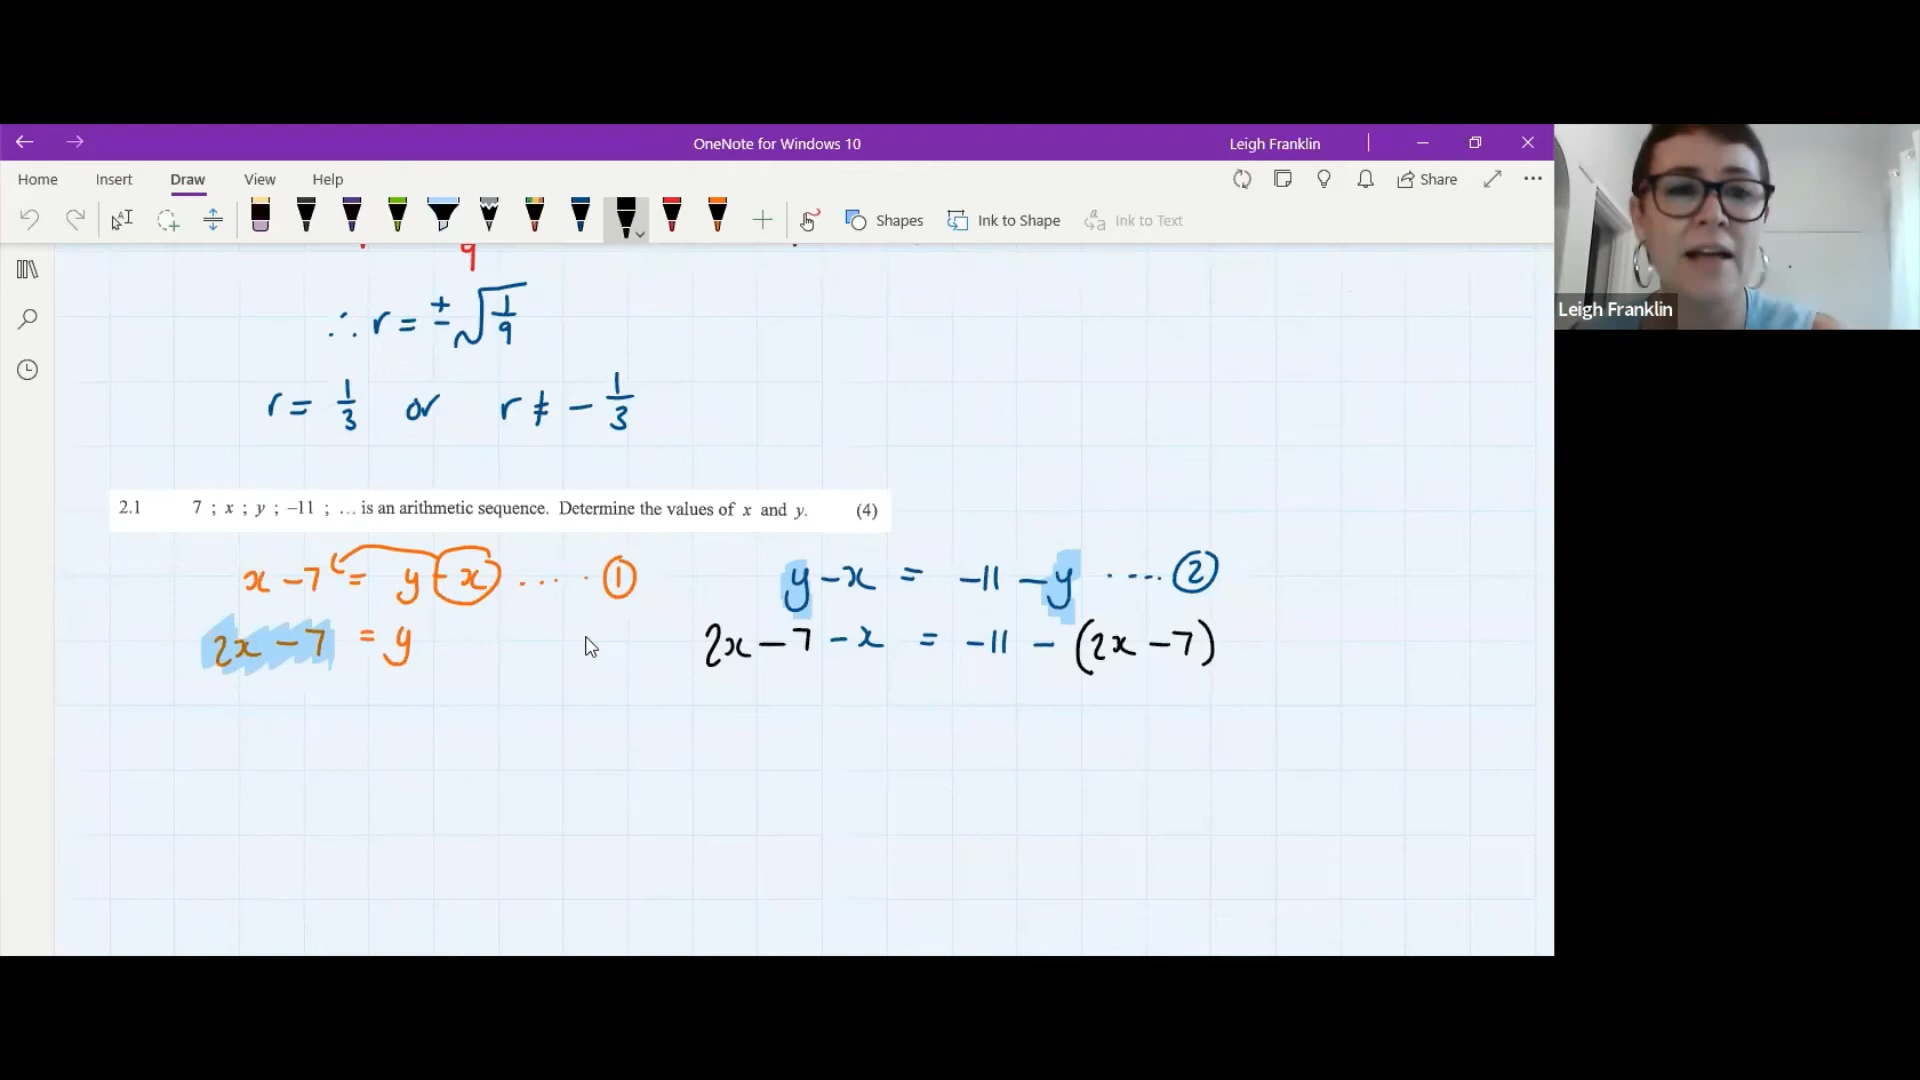 OneNote for Windows 10
Leigh Franklin
Home Insert Draw View Help
Share
Shapes
Ink to Shape
Ink to Text
Leigh Franklin
9
∴ r = ± √(1/9)
r = 1/3 or r ≠ - 1/3
2.1 7 ; x ; y ; –11 ; … is an arithmetic sequence. Determine the values of x and y. (4)
x - 7 = y - x .... ①
2x - 7 = y
y - x = -11 - y ..... ②
2x - 7 - x = -11 - (2x - 7)